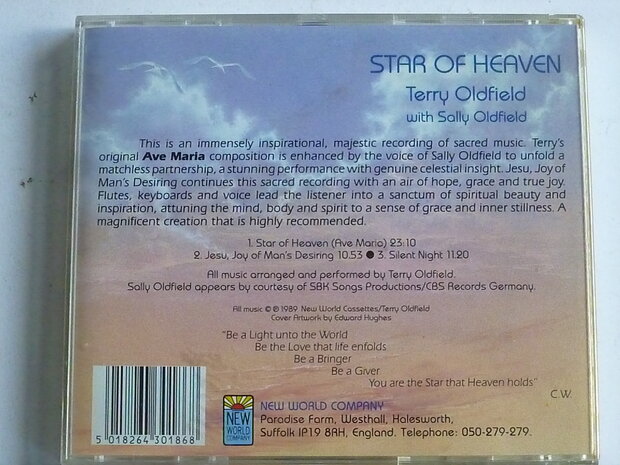 STAR OF HEAVEN
Terry Oldfield
with Sally Oldfield
This is an immensely inspirational, majestic recording of sacred music. Terry's
original Ave Maria composition is enhanced by the voice of Sally Oldfield to unfold a
matchless partnership, a stunning performance with genuine celestial insight. Jesu, Joy of
Man's Desiring continues this sacred recording with an air of hope, grace and true joy.
Flutes, keyboards and voice lead the listener into a sanctum of spiritual beauty and
inspiration, attuning the mind, body and spirit to a sense of grace and inner stillness. A
magnificent creation that is highly recommended.
1. Star of Heaven (Ave Maria) 23:10
2. Jesu, Joy of Man's Desiring 10.53 ● 3. Silent Night 11.20
All music arranged and performed by Terry Oldfield.
Sally Oldfield appears by courtesy of SBK Songs Productions/CBS Records Germany.
All music © ℗ 1989 New World Cassettes/Terry Oldfield
Cover Artwork by Edward Hughes
"Be a Light unto the World
Be the Love that life enfolds
Be a Bringer
Be a Giver
You are the Star that Heaven holds"
C.W.
5 018264 301868
NEW
WORLD
COMPANY
NEW WORLD COMPANY
Paradise Farm, Westhall, Halesworth,
Suffolk IP19 8RH, England. Telephone: 050-279-279.